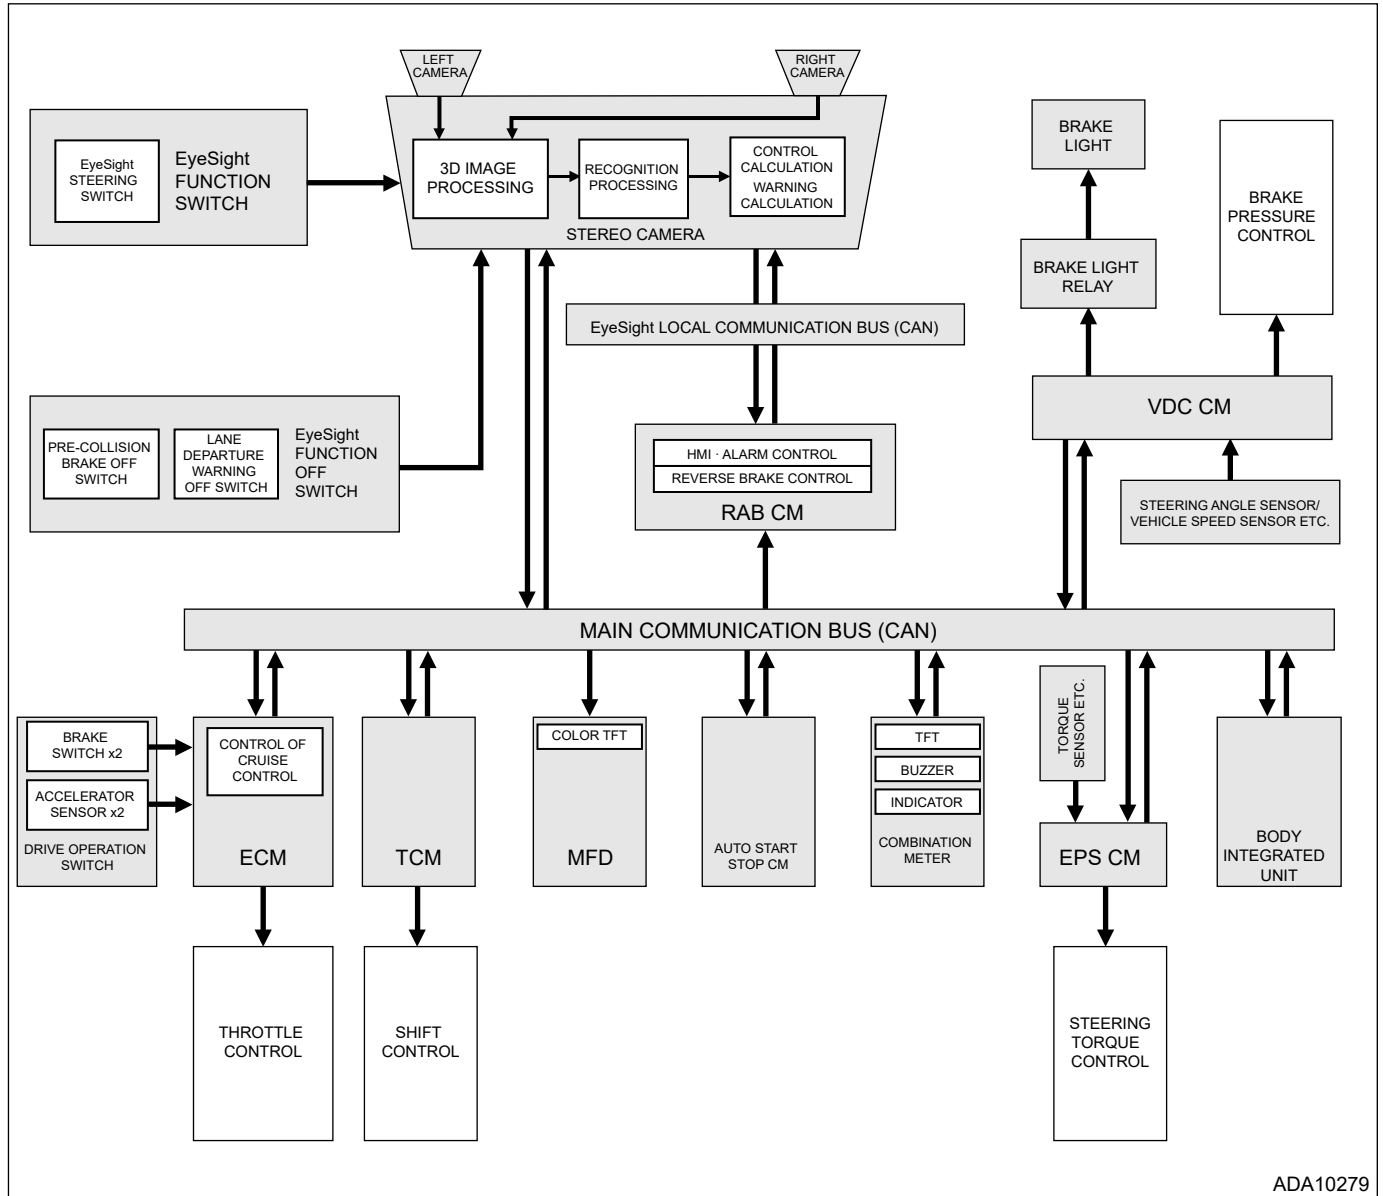 LEFT
CAMERA
RIGHT
CAMERA
EyeSight
STEERING
SWITCH
EyeSight
FUNCTION
SWITCH
3D IMAGE
PROCESSING
RECOGNITION
PROCESSING
CONTROL
CALCULATION
WARNING
CALCULATION
STEREO CAMERA
BRAKE
LIGHT
BRAKE
PRESSURE
CONTROL
BRAKE LIGHT
RELAY
EyeSight LOCAL COMMUNICATION BUS (CAN)
VDC CM
PRE-COLLISION
BRAKE OFF
SWITCH
LANE
DEPARTURE
WARNING
OFF SWITCH
EyeSight
FUNCTION
OFF
SWITCH
HMI · ALARM CONTROL
REVERSE BRAKE CONTROL
RAB CM
STEERING ANGLE SENSOR/
VEHICLE SPEED SENSOR ETC.
MAIN COMMUNICATION BUS (CAN)
BRAKE
SWITCH x2
ACCELERATOR
SENSOR x2
DRIVE OPERATION
SWITCH
CONTROL OF
CRUISE
CONTROL
ECM
TCM
COLOR TFT
MFD
AUTO START
STOP CM
TFT
BUZZER
INDICATOR
COMBINATION
METER
TORQUE
SENSOR ETC.
EPS CM
BODY
INTEGRATED
UNIT
THROTTLE
CONTROL
SHIFT
CONTROL
STEERING
TORQUE
CONTROL
ADA10279